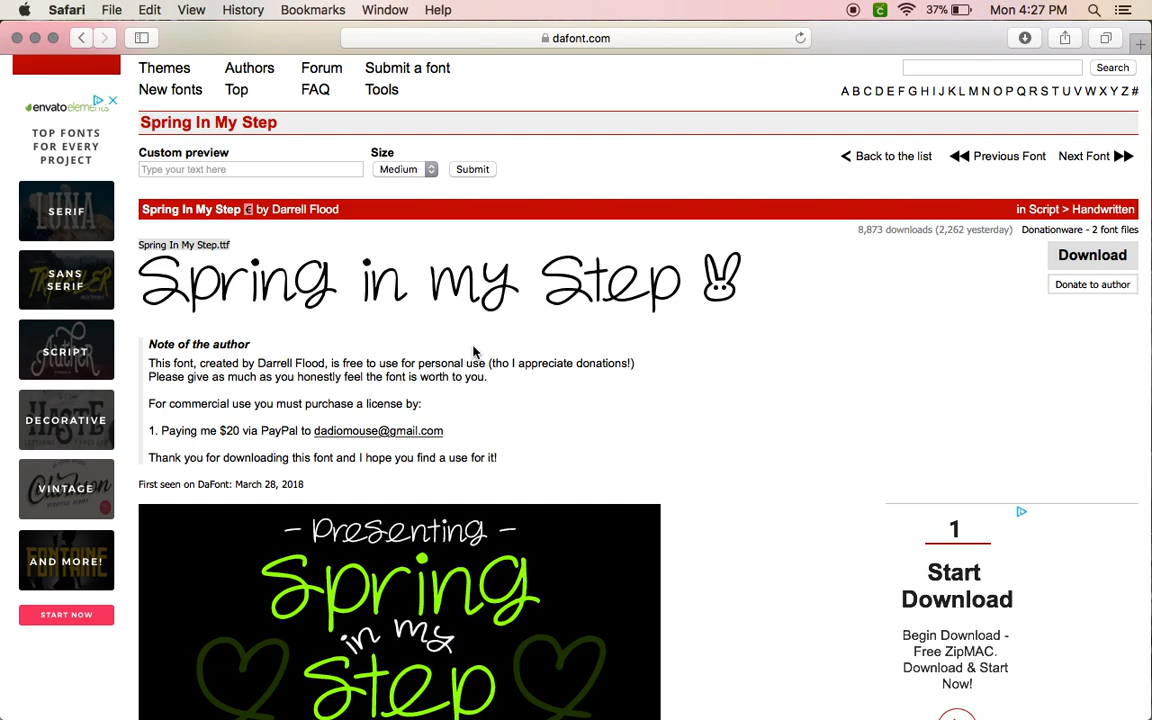 Safari File Edit View History Bookmarks Window Help 37% Mon 4:27 PM
dafont.com
Themes Authors Forum Submit a font
New fonts Top FAQ Tools
Search
A B C D E F G H I J K L M N O P Q R S T U V W X Y Z #
envatoelements
TOP FONTS
FOR EVERY
PROJECT
SERIF
SANS
SERIF
SCRIPT
DECORATIVE
VINTAGE
AND MORE!
START NOW
Spring In My Step
Custom preview Size
Type your text here Medium Submit
Back to the list Previous Font Next Font
Spring In My Step € by Darrell Flood in Script > Handwritten
8,873 downloads (2,262 yesterday) Donationware - 2 font files
Download
Donate to author
Spring In My Step.ttf
Spring in my Step
Note of the author
This font, created by Darrell Flood, is free to use for personal use (tho I appreciate donations!)
Please give as much as you honestly feel the font is worth to you.
For commercial use you must purchase a license by:
1. Paying me $20 via PayPal to dadiomouse@gmail.com
Thank you for downloading this font and I hope you find a use for it!
First seen on DaFont: March 28, 2018
- Presenting -
Spring
in my
Step
1
Start
Download
Begin Download -
Free ZipMAC.
Download & Start
Now!